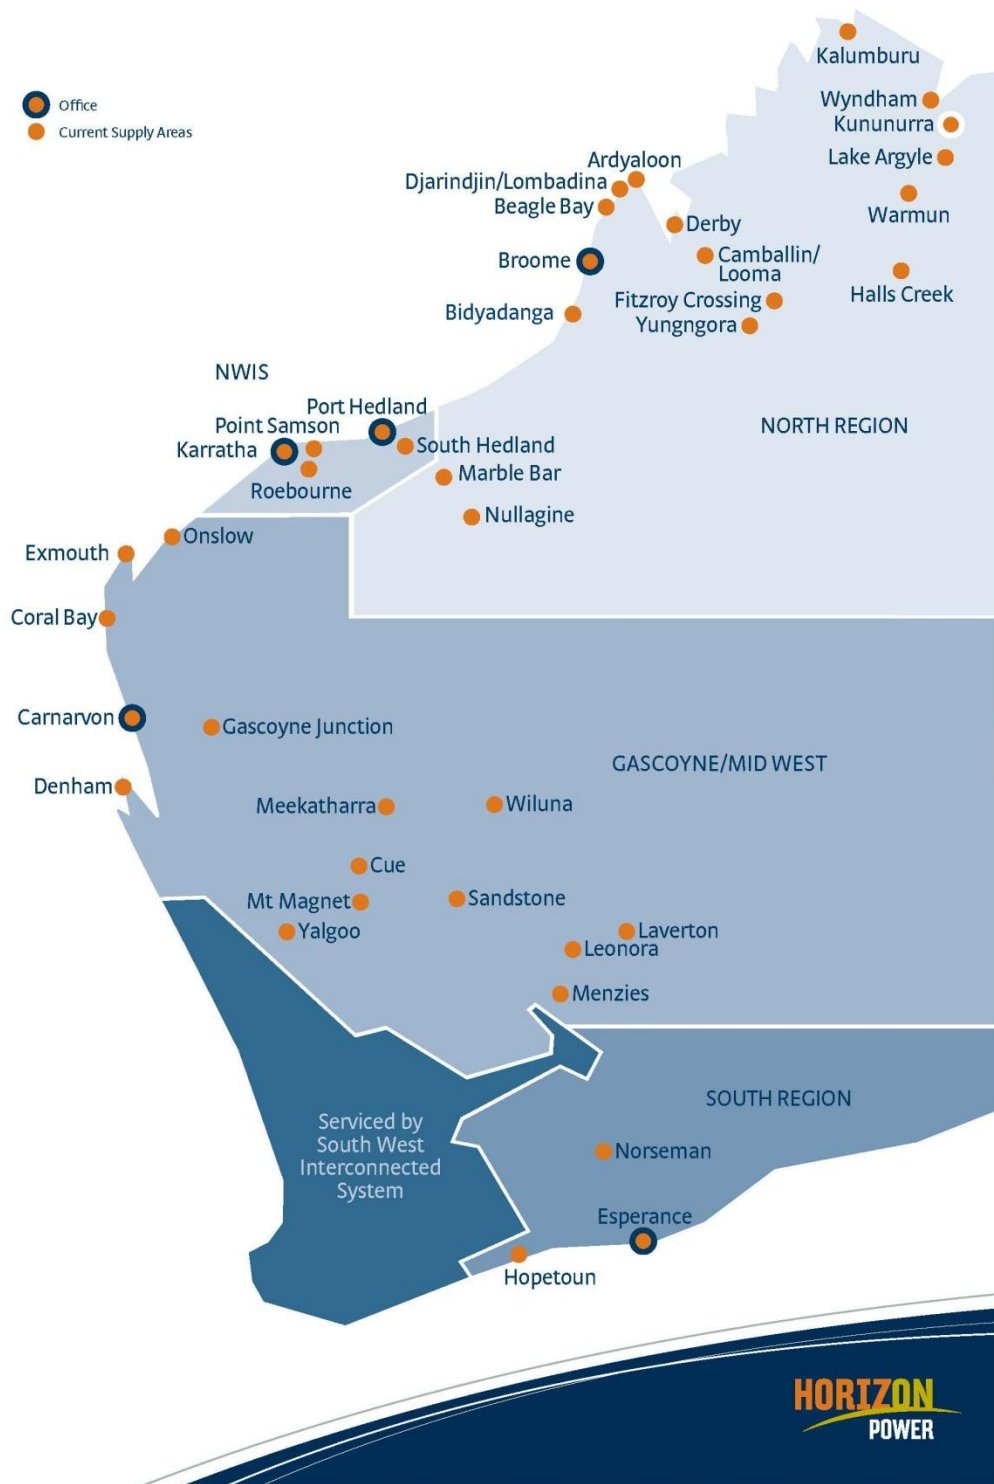 Kalumburu
Office
Current Supply Areas
Wyndham
Kununurra
Lake Argyle
Ardyaloon
Djarindjin/Lombadina
Beagle Bay
Warmun
Derby
Broome
Camballin/
Looma
Halls Creek
Fitzroy Crossing
Bidyadanga
Yungngora
NWIS
Port Hedland
Point Samson
NORTH REGION
Karratha
South Hedland
Marble Bar
Roebourne
Nullagine
Onslow
Exmouth
Coral Bay
Carnarvon
Gascoyne Junction
GASCOYNE/MID WEST
Denham
Meekatharra
Wiluna
Cue
Mt Magnet
Sandstone
Yalgoo
Laverton
Leonora
Menzies
SOUTH REGION
Serviced by
South West
Interconnected
System
Norseman
Esperance
Hopetoun
HORIZON
POWER